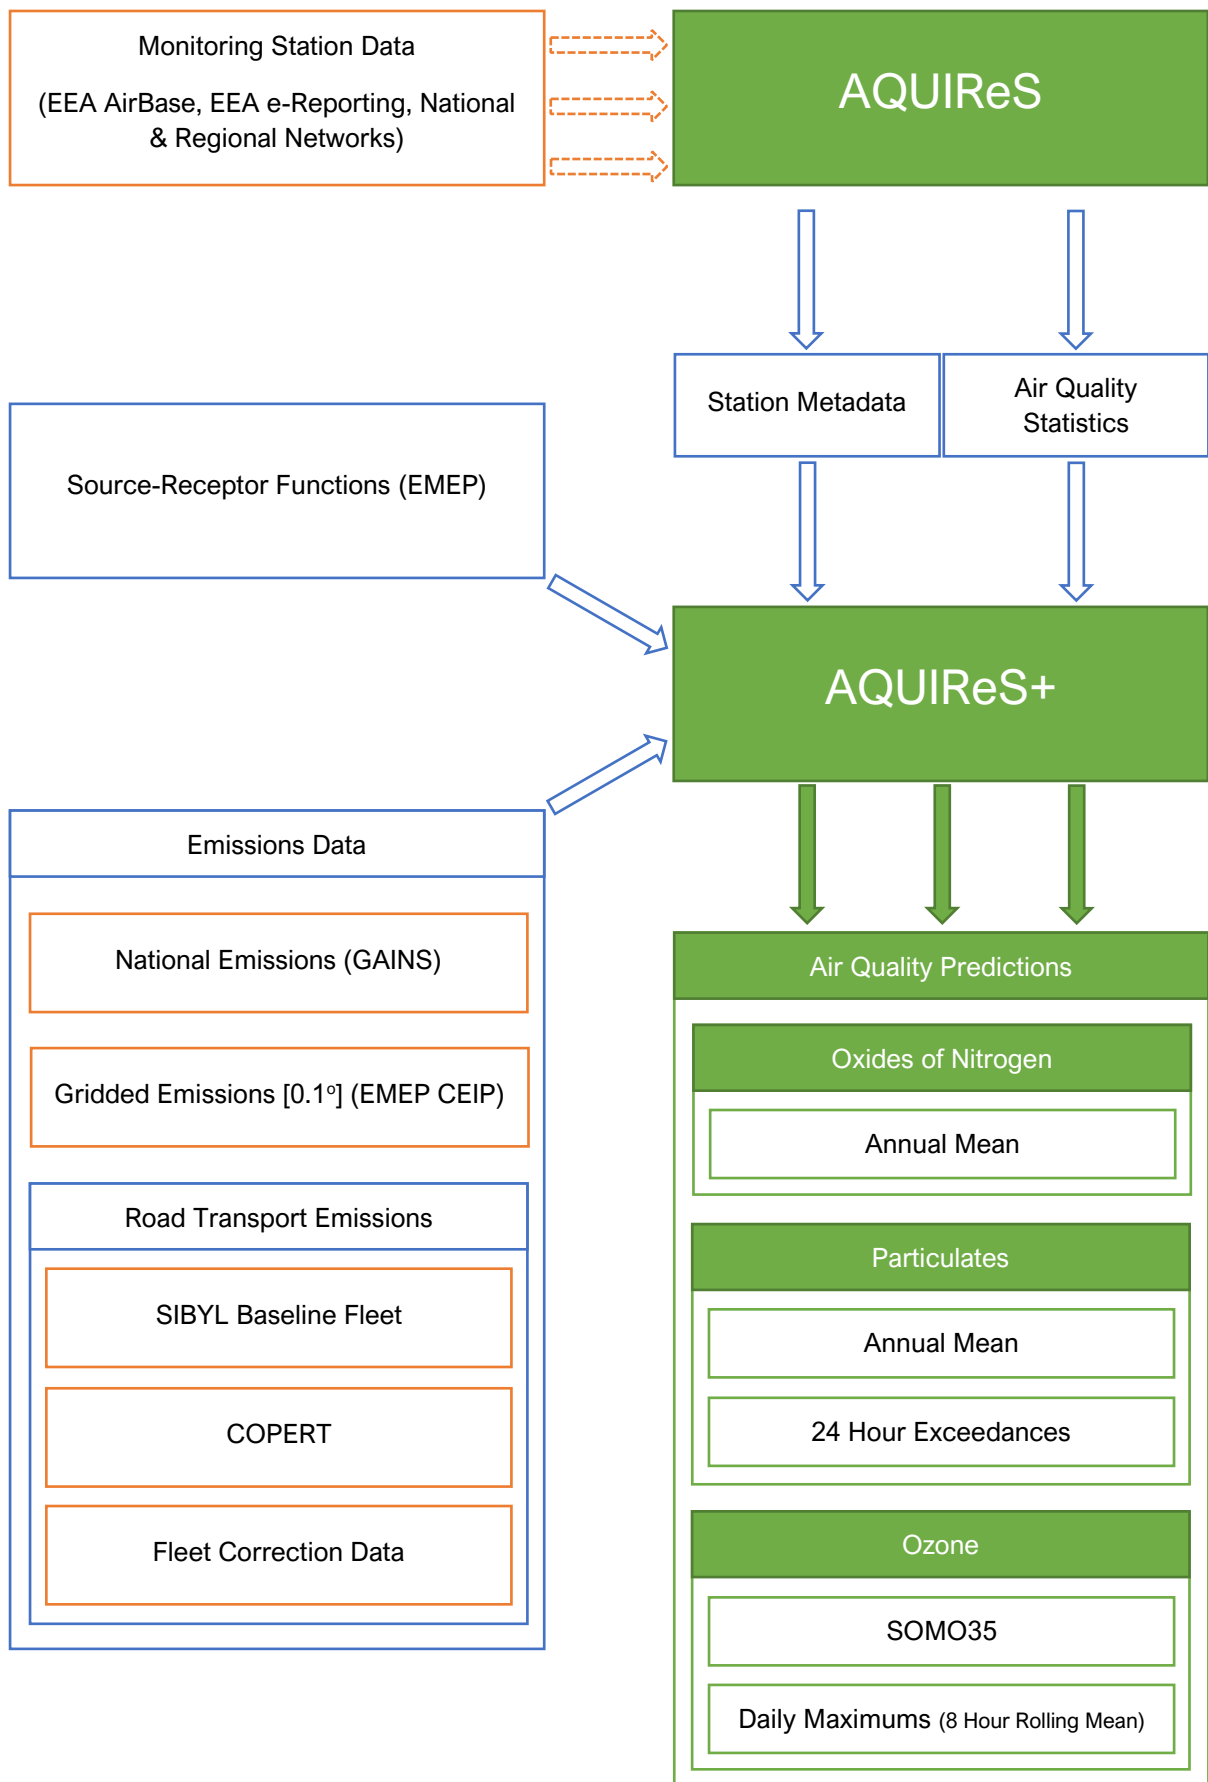 Monitoring Station Data
(EEA AirBase, EEA e-Reporting, National
& Regional Networks)
AQUIReS
Station Metadata
Air Quality
Statistics
Source-Receptor Functions (EMEP)
AQUIReS+
Emissions Data
National Emissions (GAINS)
Gridded Emissions [0.1º] (EMEP CEIP)
Road Transport Emissions
SIBYL Baseline Fleet
COPERT
Fleet Correction Data
Air Quality Predictions
Oxides of Nitrogen
Annual Mean
Particulates
Annual Mean
24 Hour Exceedances
Ozone
SOMO35
Daily Maximums (8 Hour Rolling Mean)